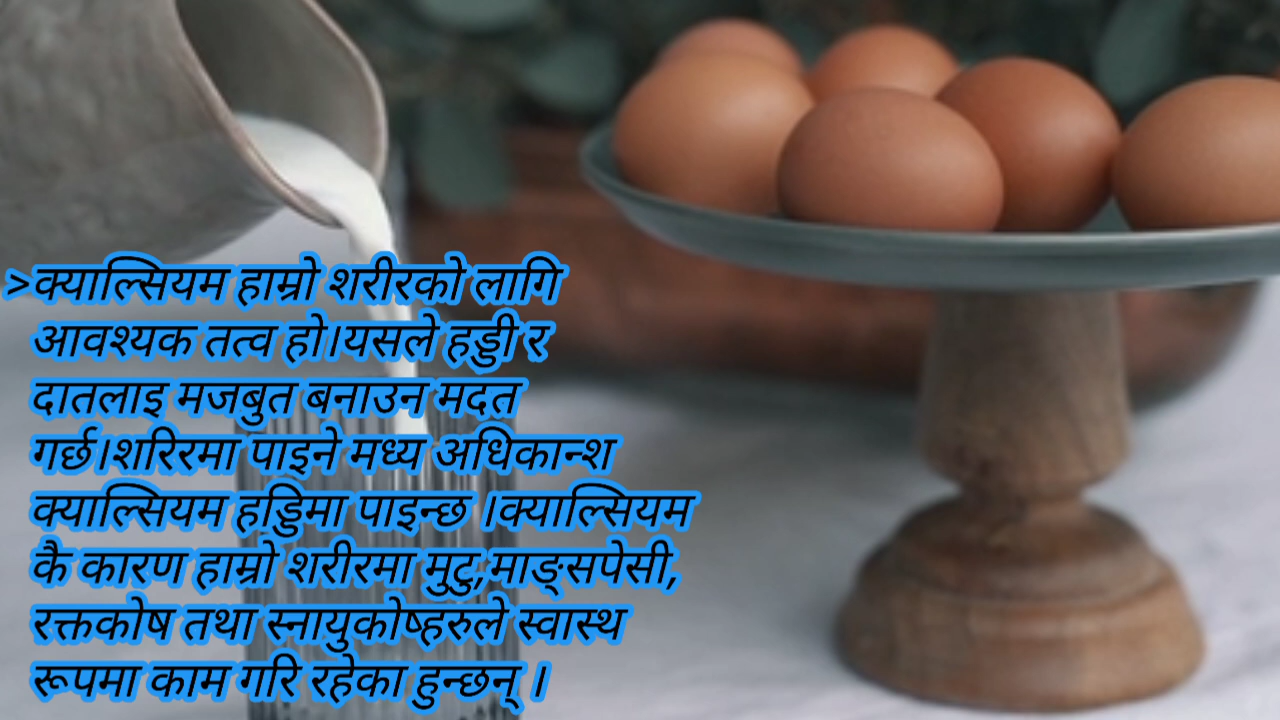 >क्याल्सियम हाम्रो शरीरको लागि
आवश्यक तत्व हो।यसले हड्डी र
दातलाइ मजबुत बनाउन मदत
गर्छ।शरिरमा पाइने मध्य अधिकान्श
क्याल्सियम हड्डिमा पाइन्छ ।क्याल्सियम
कै कारण हाम्रो शरीरमा मुटु,माङ्सपेसी,
रक्तकोष तथा स्नायुकोष्हरुले स्वास्थ
रूपमा काम गरि रहेका हुन्छन् ।